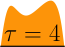 τ = 4